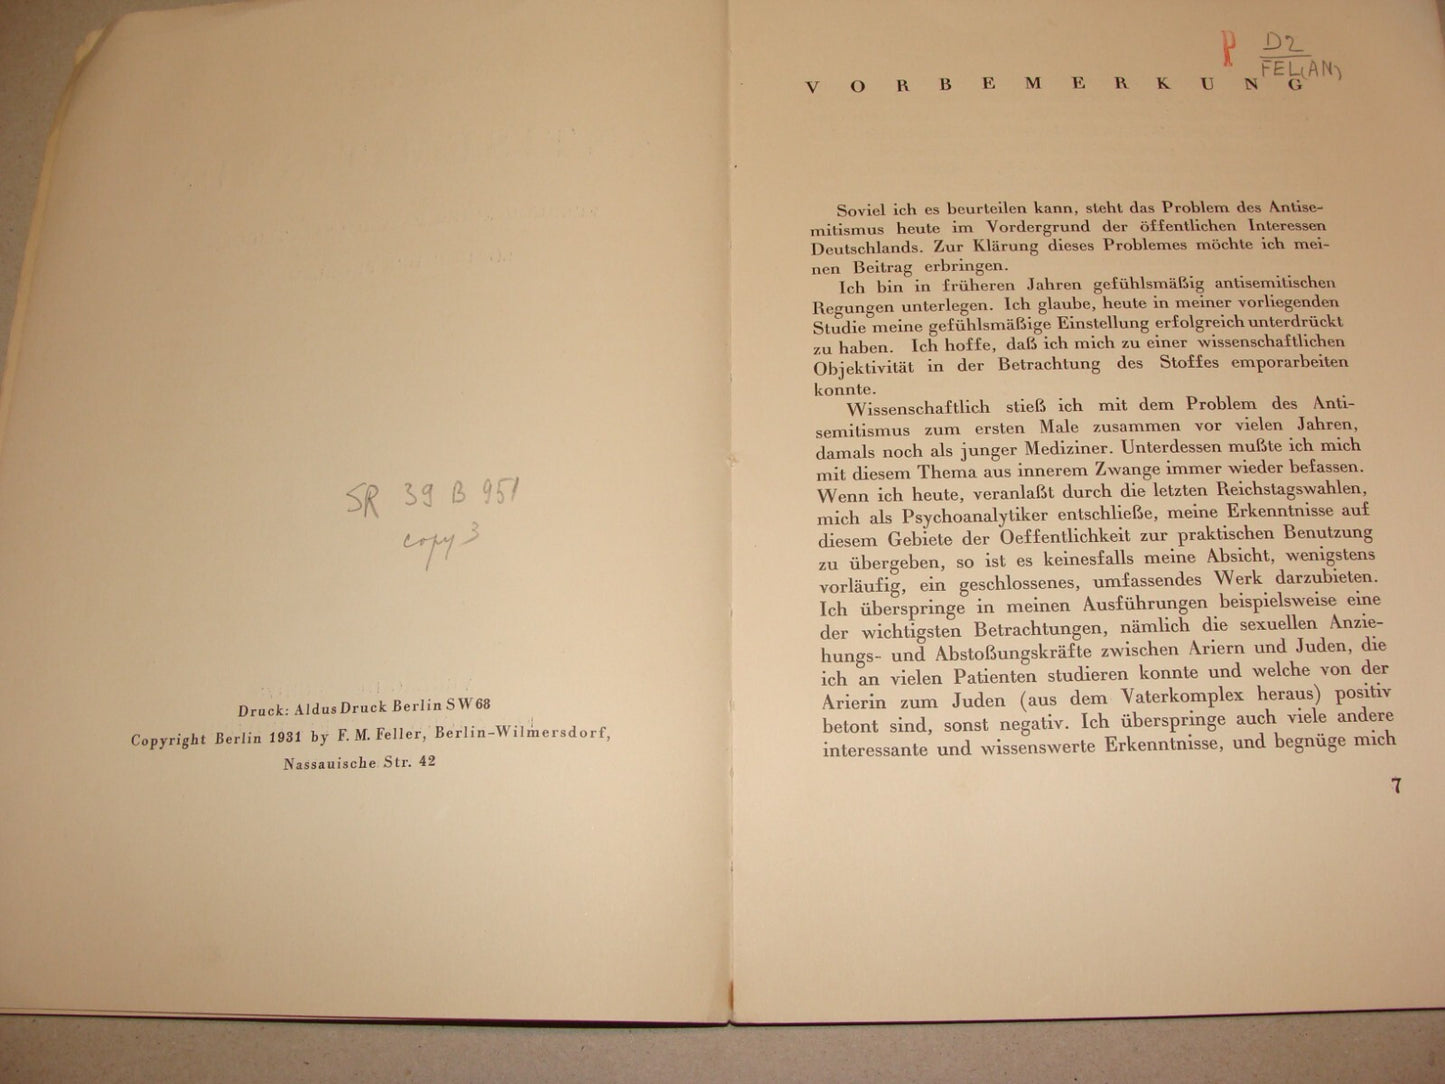 SR 39 B 951
copy 3
Druck: Aldus Druck Berlin SW 68
Copyright Berlin 1931 by F. M. Feller, Berlin-Wilmersdorf,
Nassauische Str. 42
P D2
FEL(AN)
VORBEMERKUNG
Soviel ich es beurteilen kann, steht das Problem des Antise-
mitismus heute im Vordergrund der öffentlichen Interessen
Deutschlands. Zur Klärung dieses Problemes möchte ich mei-
nen Beitrag erbringen.
Ich bin in früheren Jahren gefühlsmäßig antisemitischen
Regungen unterlegen. Ich glaube, heute in meiner vorliegenden
Studie meine gefühlsmäßige Einstellung erfolgreich unterdrückt
zu haben. Ich hoffe, daß ich mich zu einer wissenschaftlichen
Objektivität in der Betrachtung des Stoffes emporarbeiten
konnte.
Wissenschaftlich stieß ich mit dem Problem des Anti-
semitismus zum ersten Male zusammen vor vielen Jahren,
damals noch als junger Mediziner. Unterdessen mußte ich mich
mit diesem Thema aus innerem Zwange immer wieder befassen.
Wenn ich heute, veranlaßt durch die letzten Reichstagswahlen,
mich als Psychoanalytiker entschließe, meine Erkenntnisse auf
diesem Gebiete der Oeffentlichkeit zur praktischen Benutzung
zu übergeben, so ist es keinesfalls meine Absicht, wenigstens
vorläufig, ein geschlossenes, umfassendes Werk darzubieten.
Ich überspringe in meinen Ausführungen beispielsweise eine
der wichtigsten Betrachtungen, nämlich die sexuellen Anzie-
hungs- und Abstoßungskräfte zwischen Ariern und Juden, die
ich an vielen Patienten studieren konnte und welche von der
Arierin zum Juden (aus dem Vaterkomplex heraus) positiv
betont sind, sonst negativ. Ich überspringe auch viele andere
interessante und wissenswerte Erkenntnisse, und begnüge mich
7